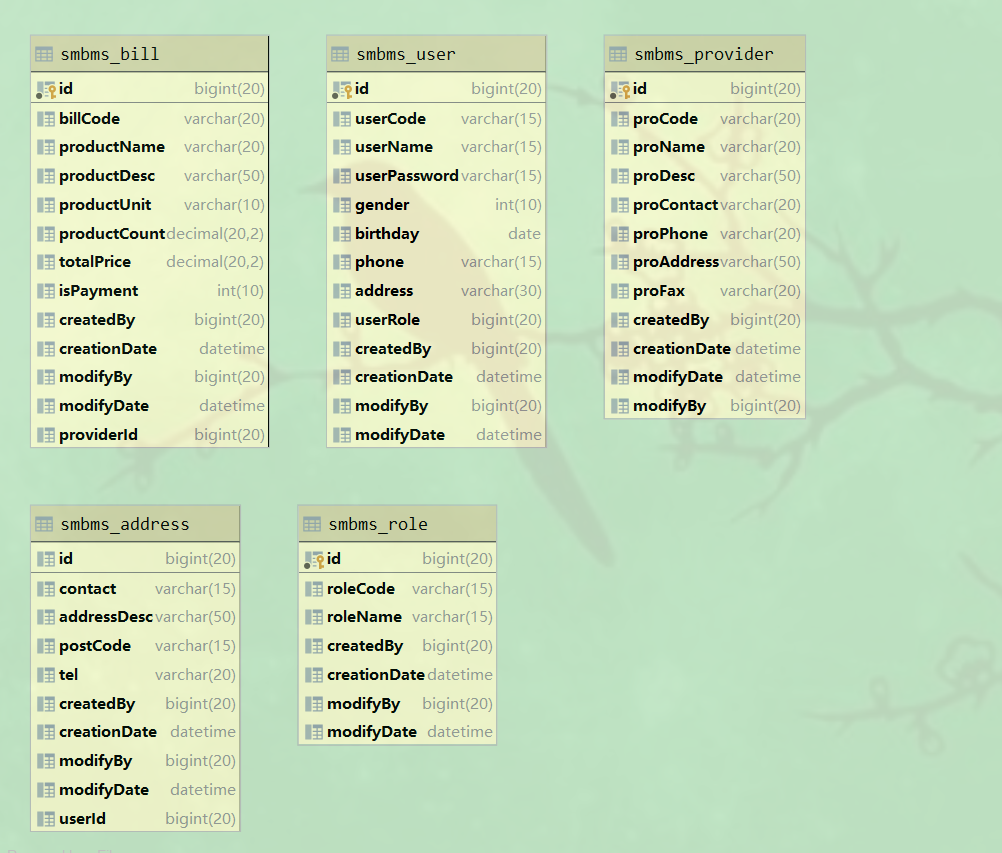 smbms_bill
id bigint(20)
billCode varchar(20)
productName varchar(20)
productDesc varchar(50)
productUnit varchar(10)
productCount decimal(20,2)
totalPrice decimal(20,2)
isPayment int(10)
createdBy bigint(20)
creationDate datetime
modifyBy bigint(20)
modifyDate datetime
providerId bigint(20)
smbms_user
id bigint(20)
userCode varchar(15)
userName varchar(15)
userPassword varchar(15)
gender int(10)
birthday date
phone varchar(15)
address varchar(30)
userRole bigint(20)
createdBy bigint(20)
creationDate datetime
modifyBy bigint(20)
modifyDate datetime
smbms_provider
id bigint(20)
proCode varchar(20)
proName varchar(20)
proDesc varchar(50)
proContact varchar(20)
proPhone varchar(20)
proAddress varchar(50)
proFax varchar(20)
createdBy bigint(20)
creationDate datetime
modifyDate datetime
modifyBy bigint(20)
smbms_address
id bigint(20)
contact varchar(15)
addressDesc varchar(50)
postCode varchar(15)
tel varchar(20)
createdBy bigint(20)
creationDate datetime
modifyBy bigint(20)
modifyDate datetime
userId bigint(20)
smbms_role
id bigint(20)
roleCode varchar(15)
roleName varchar(15)
createdBy bigint(20)
creationDate datetime
modifyBy bigint(20)
modifyDate datetime